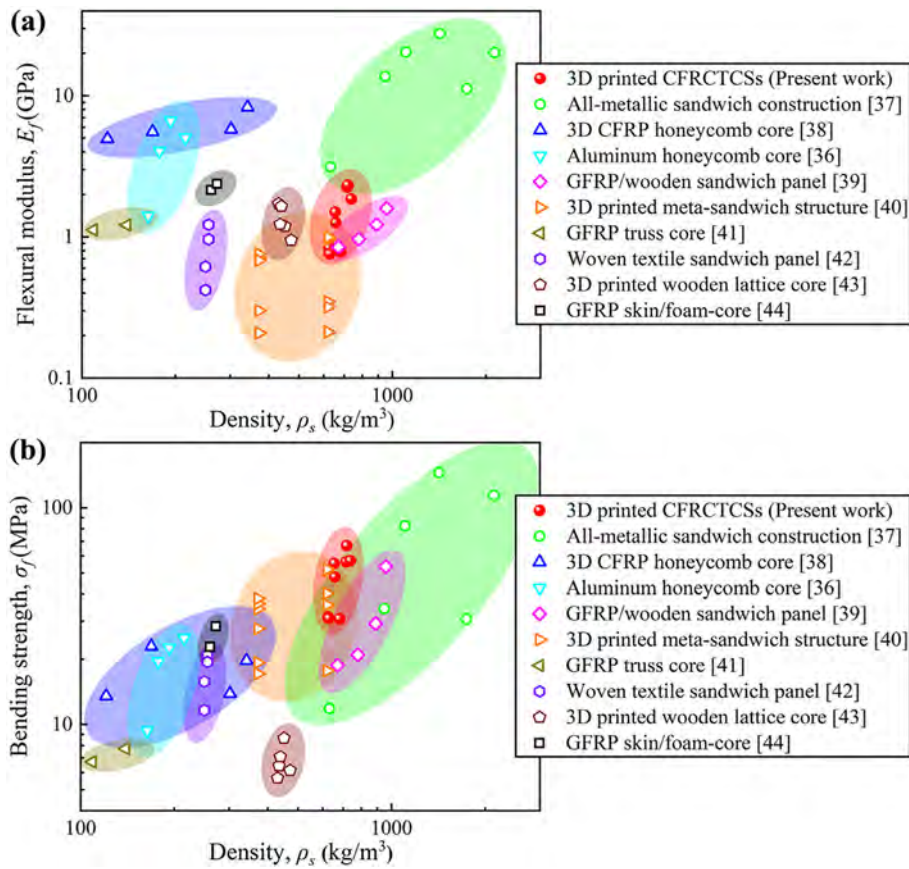 (a)
Flexural modulus, E_f(GPa)
10
1
0.1
100
1000
Density, ρ_s (kg/m³)
3D printed CFRCTCSs (Present work)
All-metallic sandwich construction [37]
3D CFRP honeycomb core [38]
Aluminum honeycomb core [36]
GFRP/wooden sandwich panel [39]
3D printed meta-sandwich structure [40]
GFRP truss core [41]
Woven textile sandwich panel [42]
3D printed wooden lattice core [43]
GFRP skin/foam-core [44]
(b)
Bending strength, σ_f(MPa)
100
10
100
1000
Density, ρ_s (kg/m³)
3D printed CFRCTCSs (Present work)
All-metallic sandwich construction [37]
3D CFRP honeycomb core [38]
Aluminum honeycomb core [36]
GFRP/wooden sandwich panel [39]
3D printed meta-sandwich structure [40]
GFRP truss core [41]
Woven textile sandwich panel [42]
3D printed wooden lattice core [43]
GFRP skin/foam-core [44]